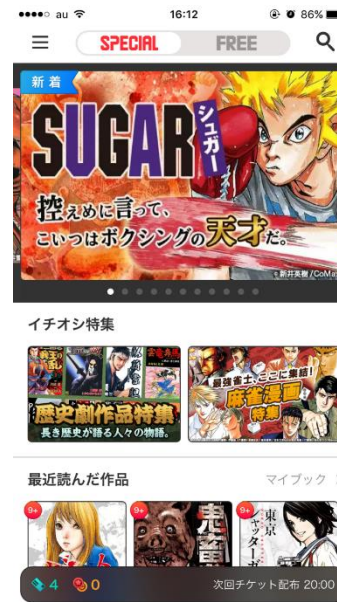 au 16:12 86%
SPECIAL FREE
新着
SUGAR
シュガー
控えめに言って、
こいつはボクシングの天才だ。
©新井英樹/CoMa
イチオシ特集
歴史劇作品特集
長き歴史が語る人々の物語。
最強雀士、ここに集結!
麻雀漫画
特集
最近読んだ作品 マイブック
9+ 9+ 9+
東京
4 0 次回チケット配布 20:00